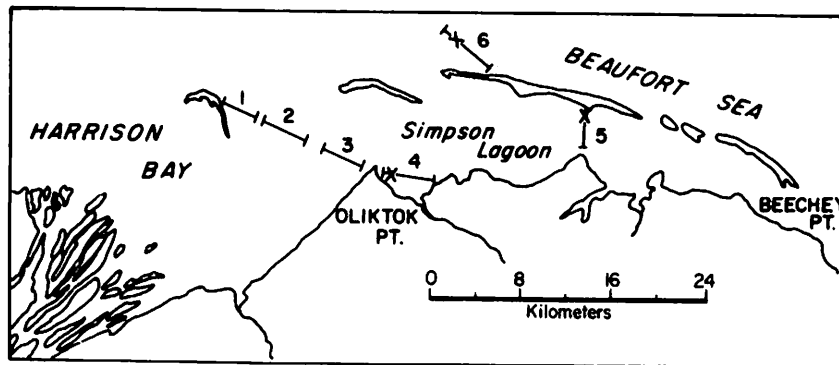 6
BEAUFORT SEA
1
2
HARRISON
BAY
3
Simpson
Lagoon
5
4
OLIKTOK
PT.
BEECHEY
PT.
0 8 16 24
Kilometers